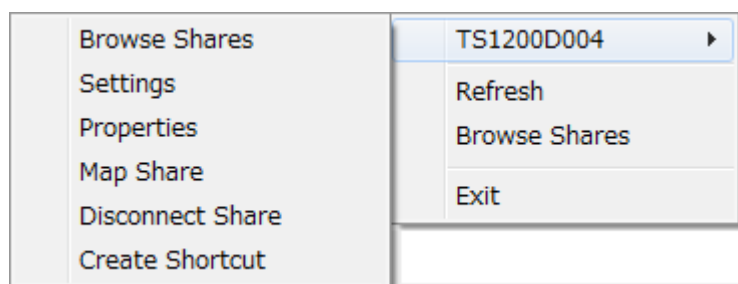 Browse Shares
Settings
Properties
Map Share
Disconnect Share
Create Shortcut
TS1200D004
Refresh
Browse Shares
Exit